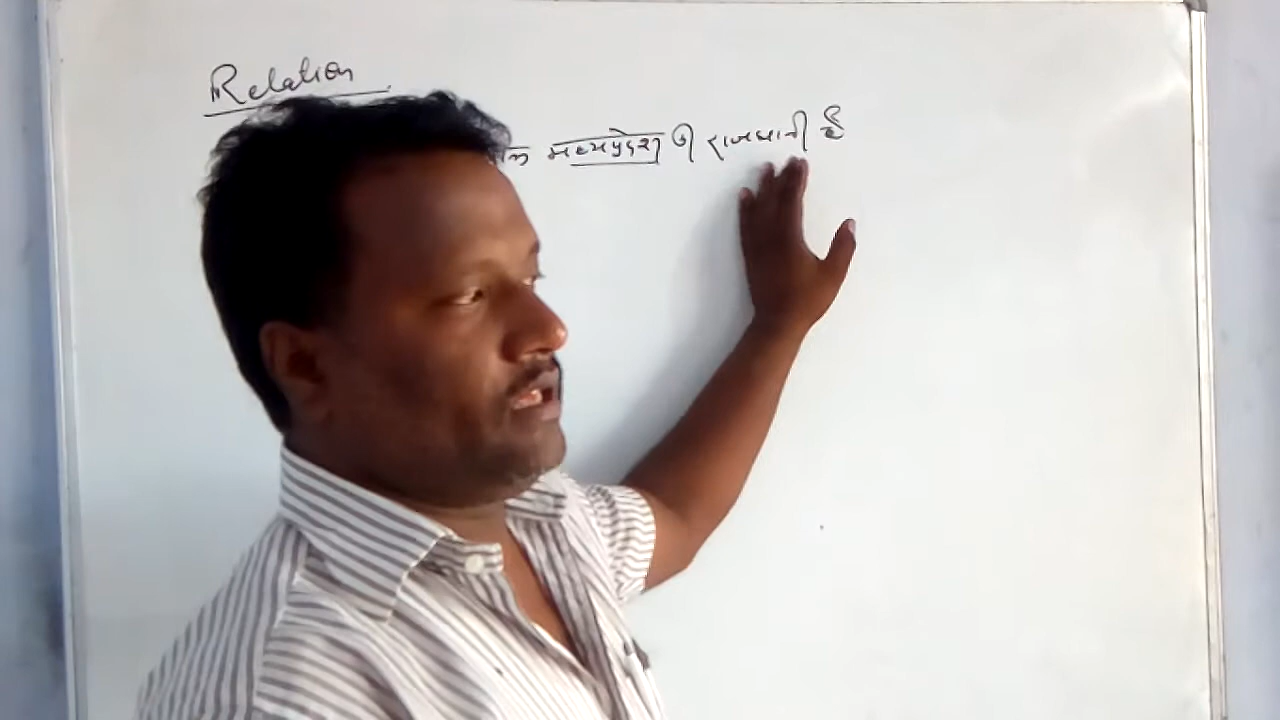 Relation
मध्यप्रदेश की राजधानी है